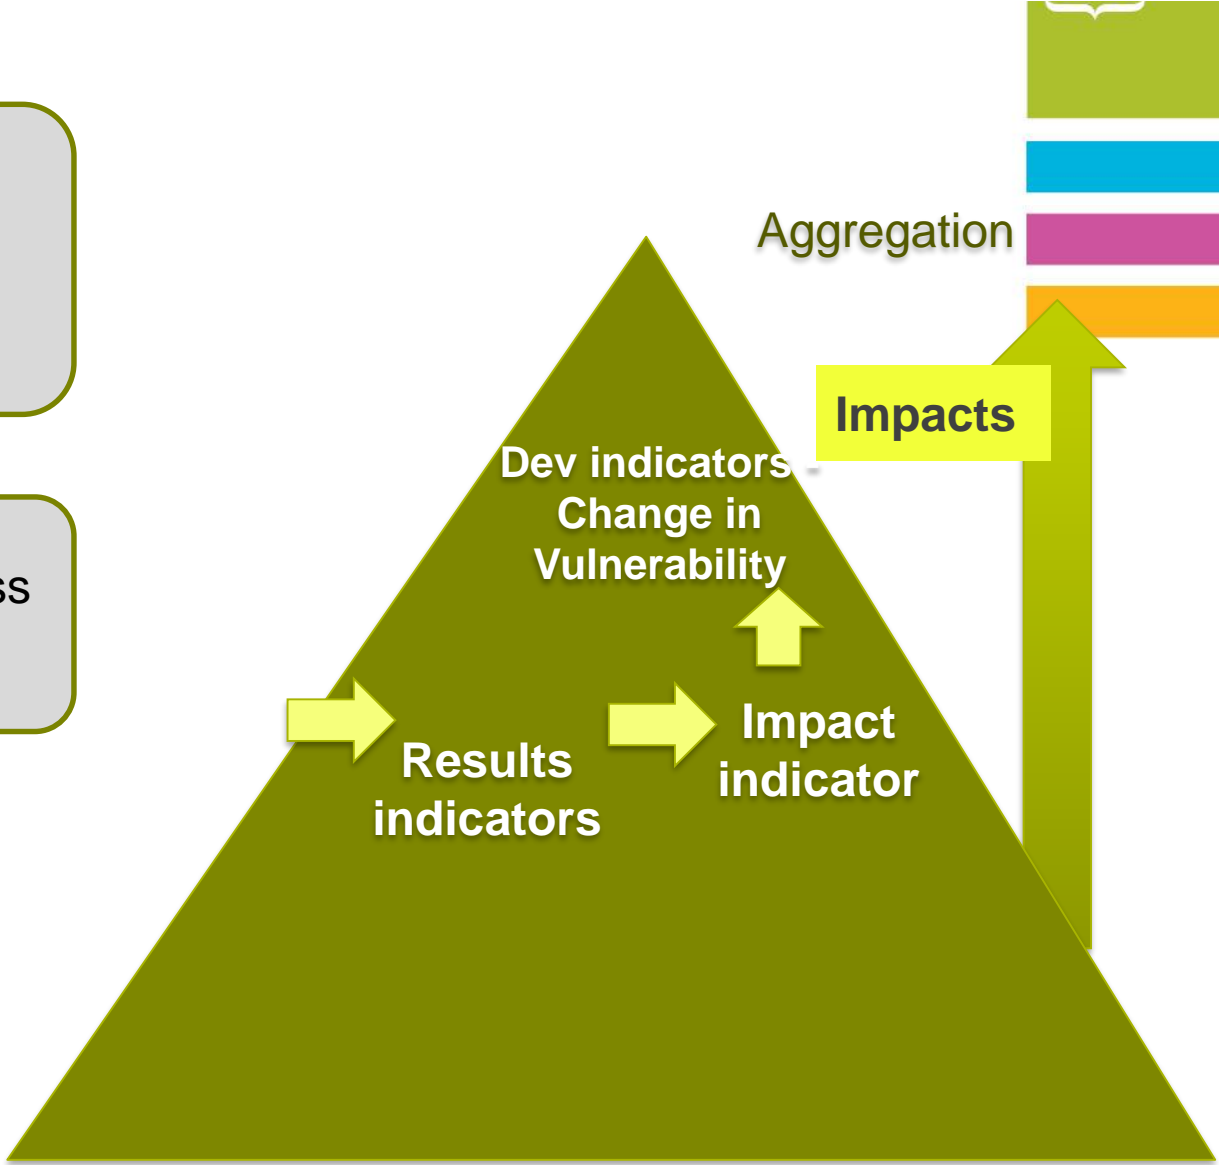 Aggregation
Impacts
Dev indicators -
Change in
Vulnerability
ss
Impact
indicator
Results
indicators